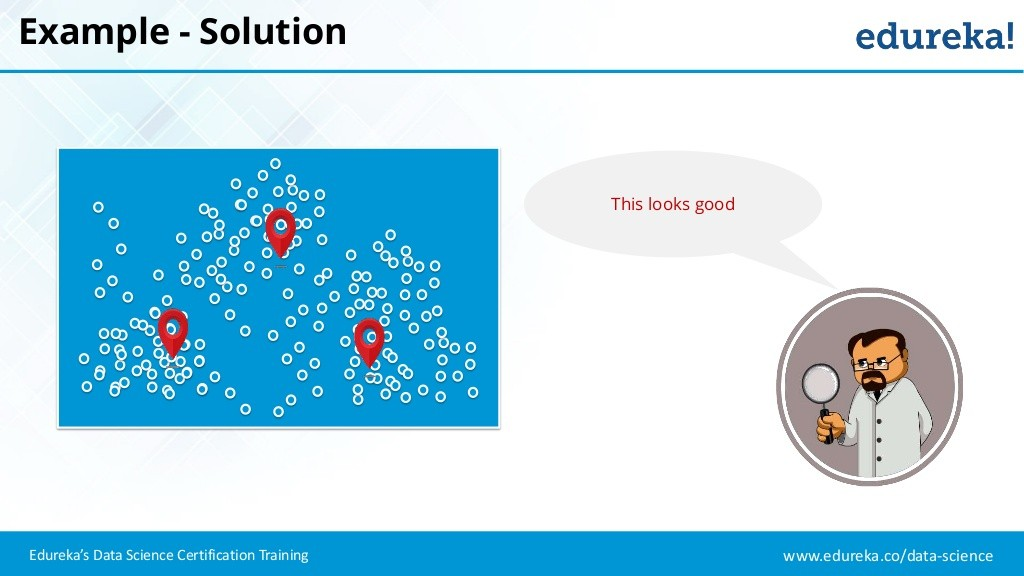 Example - Solution
edureka!
This looks good
Edureka’s Data Science Certification Training
www.edureka.co/data-science